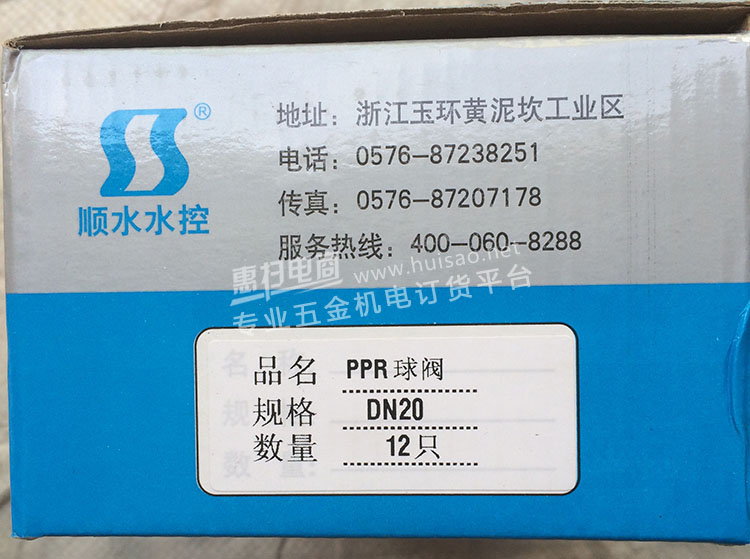 ®
顺水水控
地址：浙江玉环黄泥坎工业区
电话：0576-87238251
传真：0576-87207178
服务热线：400-060-8288
惠扫电商 www.huisao.net
专业五金机电订货平台
品名 PPR球阀
规格 DN20
数量 12只